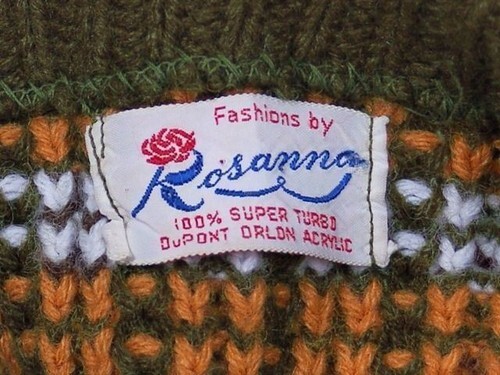 Fashions by
Rosanna
100% SUPER TURBO
DuPONT ORLON ACRYLIC